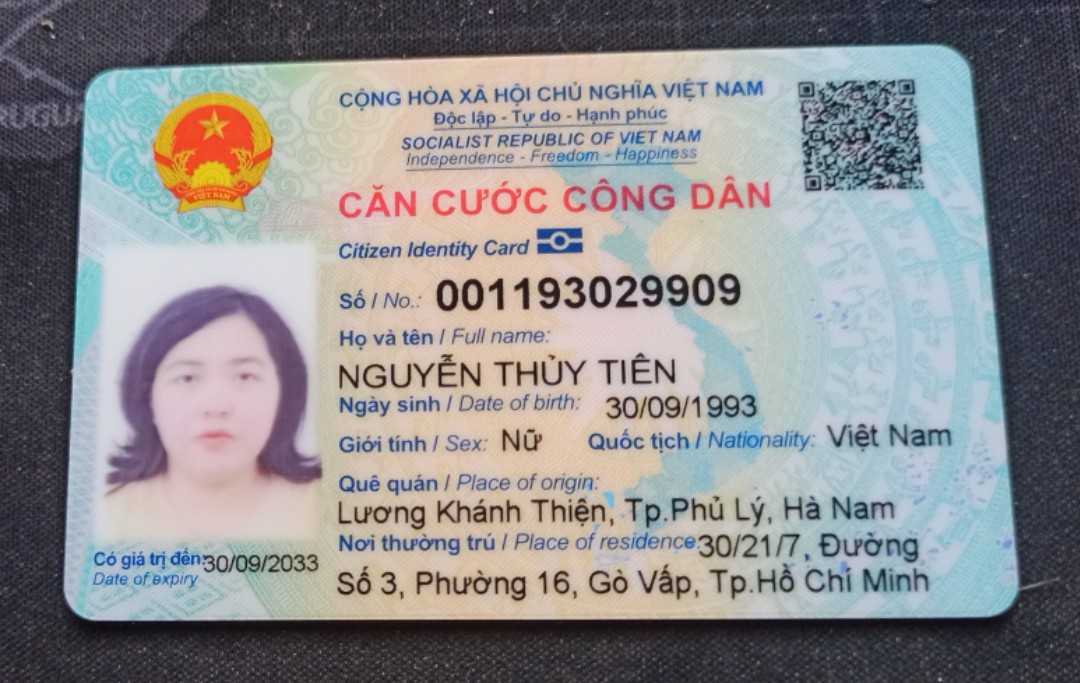 CỘNG HÒA XÃ HỘI CHỦ NGHĨA VIỆT NAM
Độc lập - Tự do - Hạnh phúc
SOCIALIST REPUBLIC OF VIET NAM
Independence - Freedom - Happiness
CĂN CƯỚC CÔNG DÂN
Citizen Identity Card
Số / No.: 001193029909
Họ và tên / Full name:
NGUYỄN THỦY TIÊN
Ngày sinh / Date of birth: 30/09/1993
Giới tính / Sex: Nữ Quốc tịch / Nationality: Việt Nam
Quê quán / Place of origin:
Lương Khánh Thiện, Tp.Phủ Lý, Hà Nam
Nơi thường trú / Place of residence: 30/21/7, Đường
Số 3, Phường 16, Gò Vấp, Tp.Hồ Chí Minh
Có giá trị đến: 30/09/2033
Date of expiry
VIỆT NAM